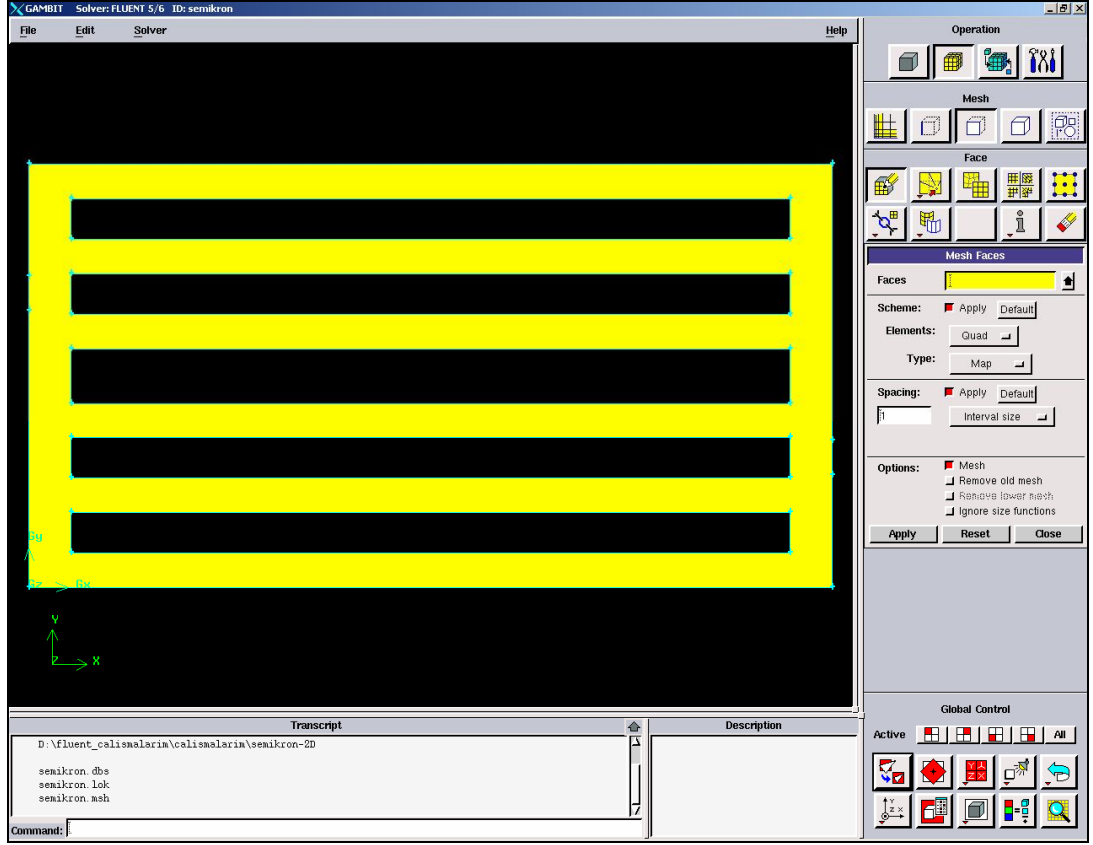 GAMBIT Solver: FLUENT 5/6 ID: semikron
File Edit Solver Help
Operation
Mesh
Face
Mesh Faces
Faces
Scheme: Apply Default
Elements: Quad
Type: Map
Spacing: Apply Default
1 Interval size
Options: Mesh
Remove old mesh
Remove lower mesh
Ignore size functions
Apply Reset Close
Gy
Gz Gx
Y
Z X
Global Control
Active All
Transcript
D:\fluent_calismalarim\calismalarim\semikron-2D
semikron.dbs
semikron.lok
semikron.msh
Command:
Description